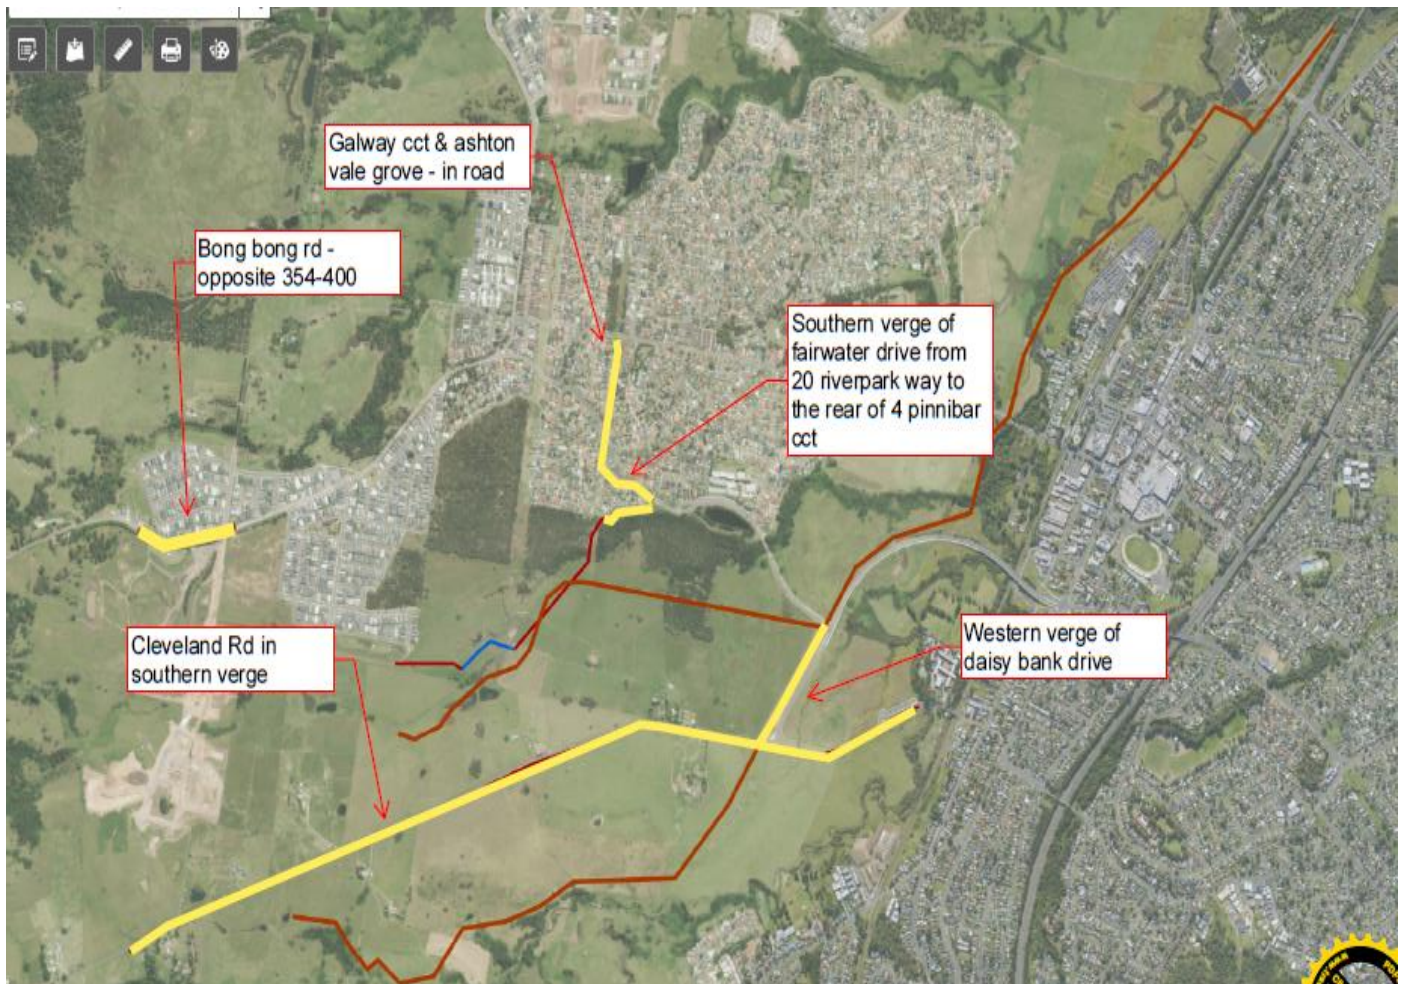 Galway cct & ashton
vale grove - in road
Bong bong rd -
opposite 354-400
Southern verge of
fairwater drive from
20 riverpark way to
the rear of 4 pinnibar
cct
Cleveland Rd in
southern verge
Western verge of
daisy bank drive